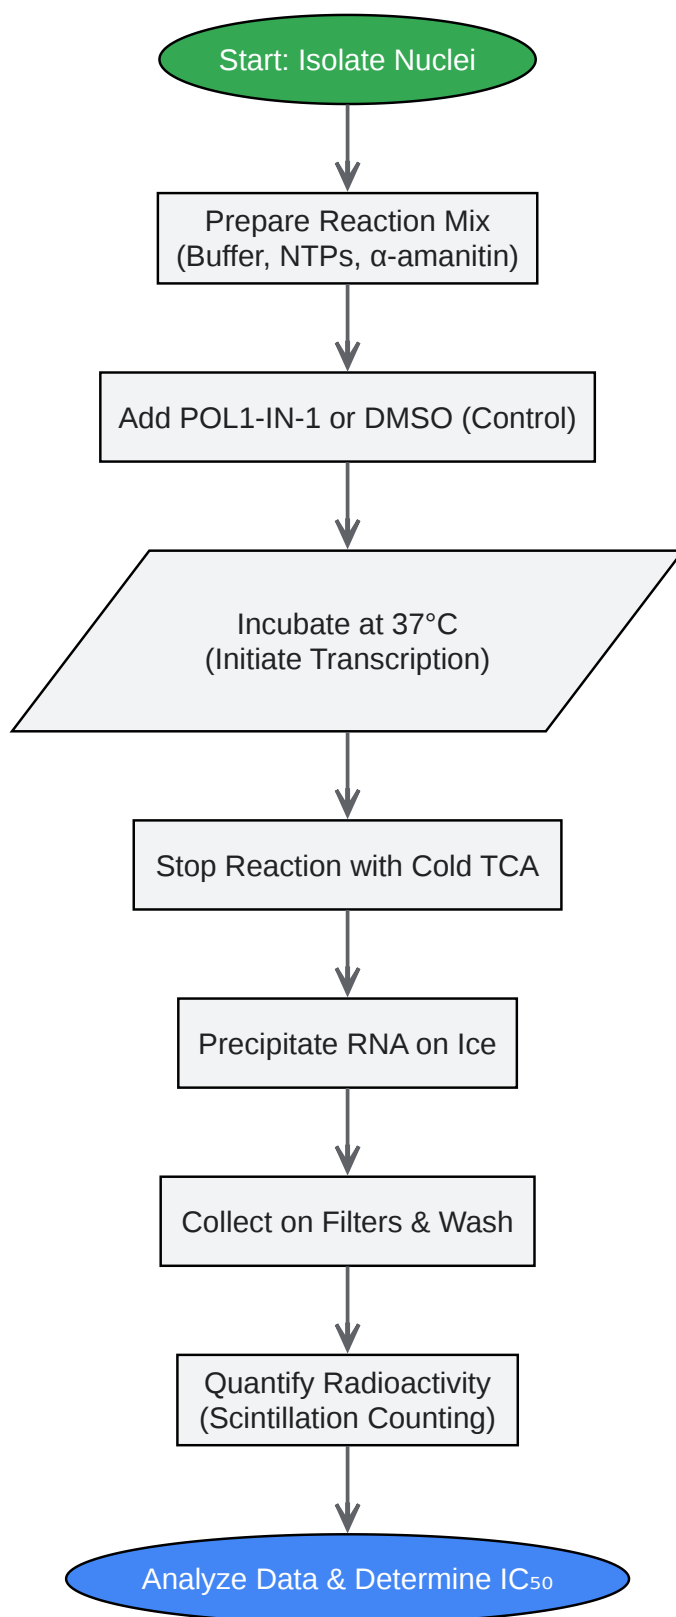 Start: Isolate Nuclei
Prepare Reaction Mix
(Buffer, NTPs, α-amanitin)
Add POL1-IN-1 or DMSO (Control)
Incubate at 37°C
(Initiate Transcription)
Stop Reaction with Cold TCA
Precipitate RNA on Ice
Collect on Filters & Wash
Quantify Radioactivity
(Scintillation Counting)
Analyze Data & Determine IC₅₀